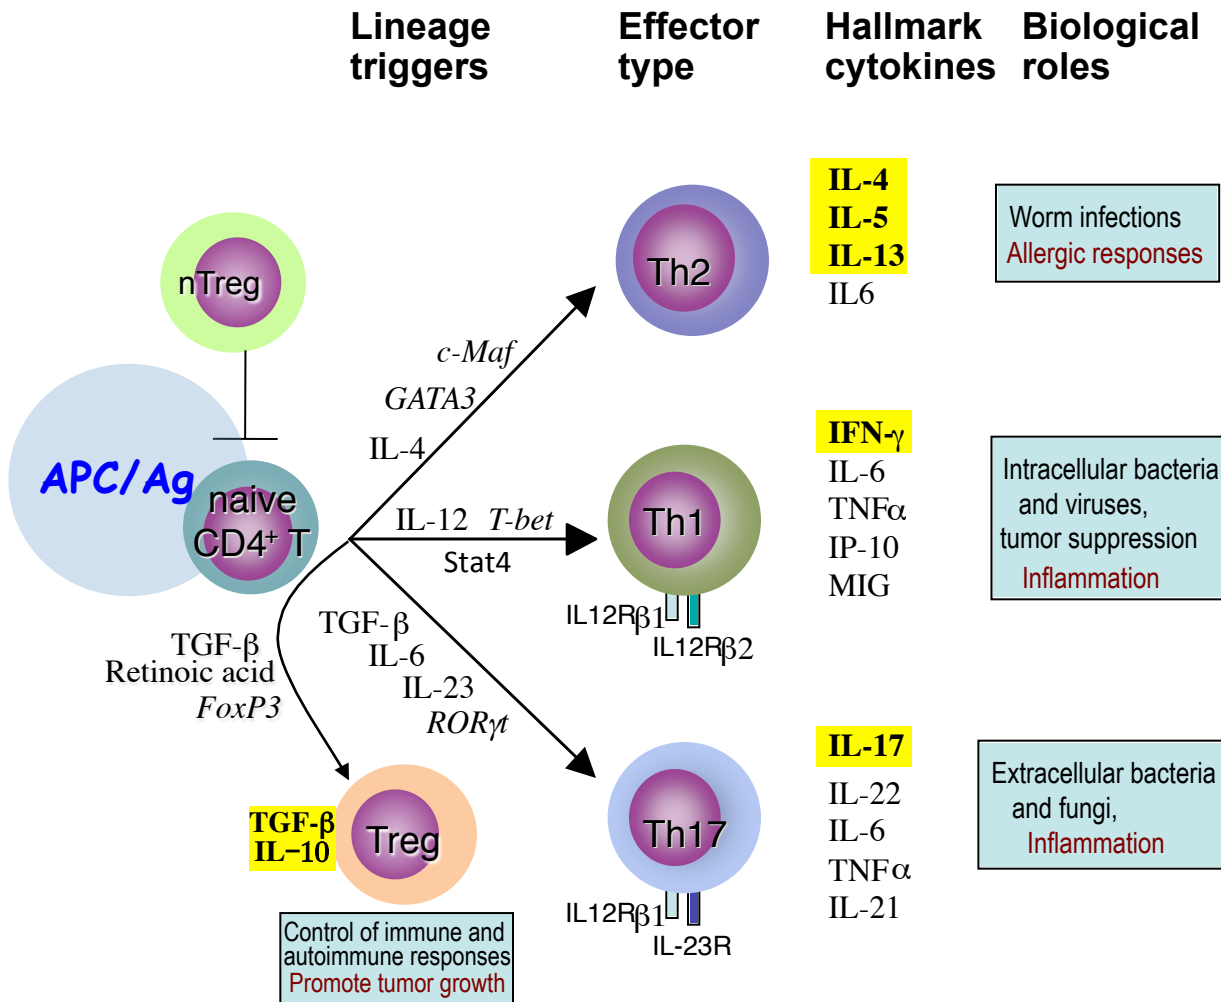 Lineage
triggers
Effector
type
Hallmark
cytokines
Biological
roles
nTreg
APC/Ag
naive
CD4+ T
c-Maf
GATA3
IL-4
Th2
IL-4
IL-5
IL-13
IL6
Worm infections
Allergic responses
IL-12 T-bet
Stat4
Th1
IL12Rβ1
IL12Rβ2
IFN-γ
IL-6
TNFα
IP-10
MIG
Intracellular bacteria
and viruses,
tumor suppression
Inflammation
TGF-β
IL-6
IL-23
RORγt
Th17
IL12Rβ1
IL-23R
IL-17
IL-22
IL-6
TNFα
IL-21
Extracellular bacteria
and fungi,
Inflammation
TGF-β
Retinoic acid
FoxP3
TGF-β
IL-10
Treg
Control of immune and
autoimmune responses
Promote tumor growth